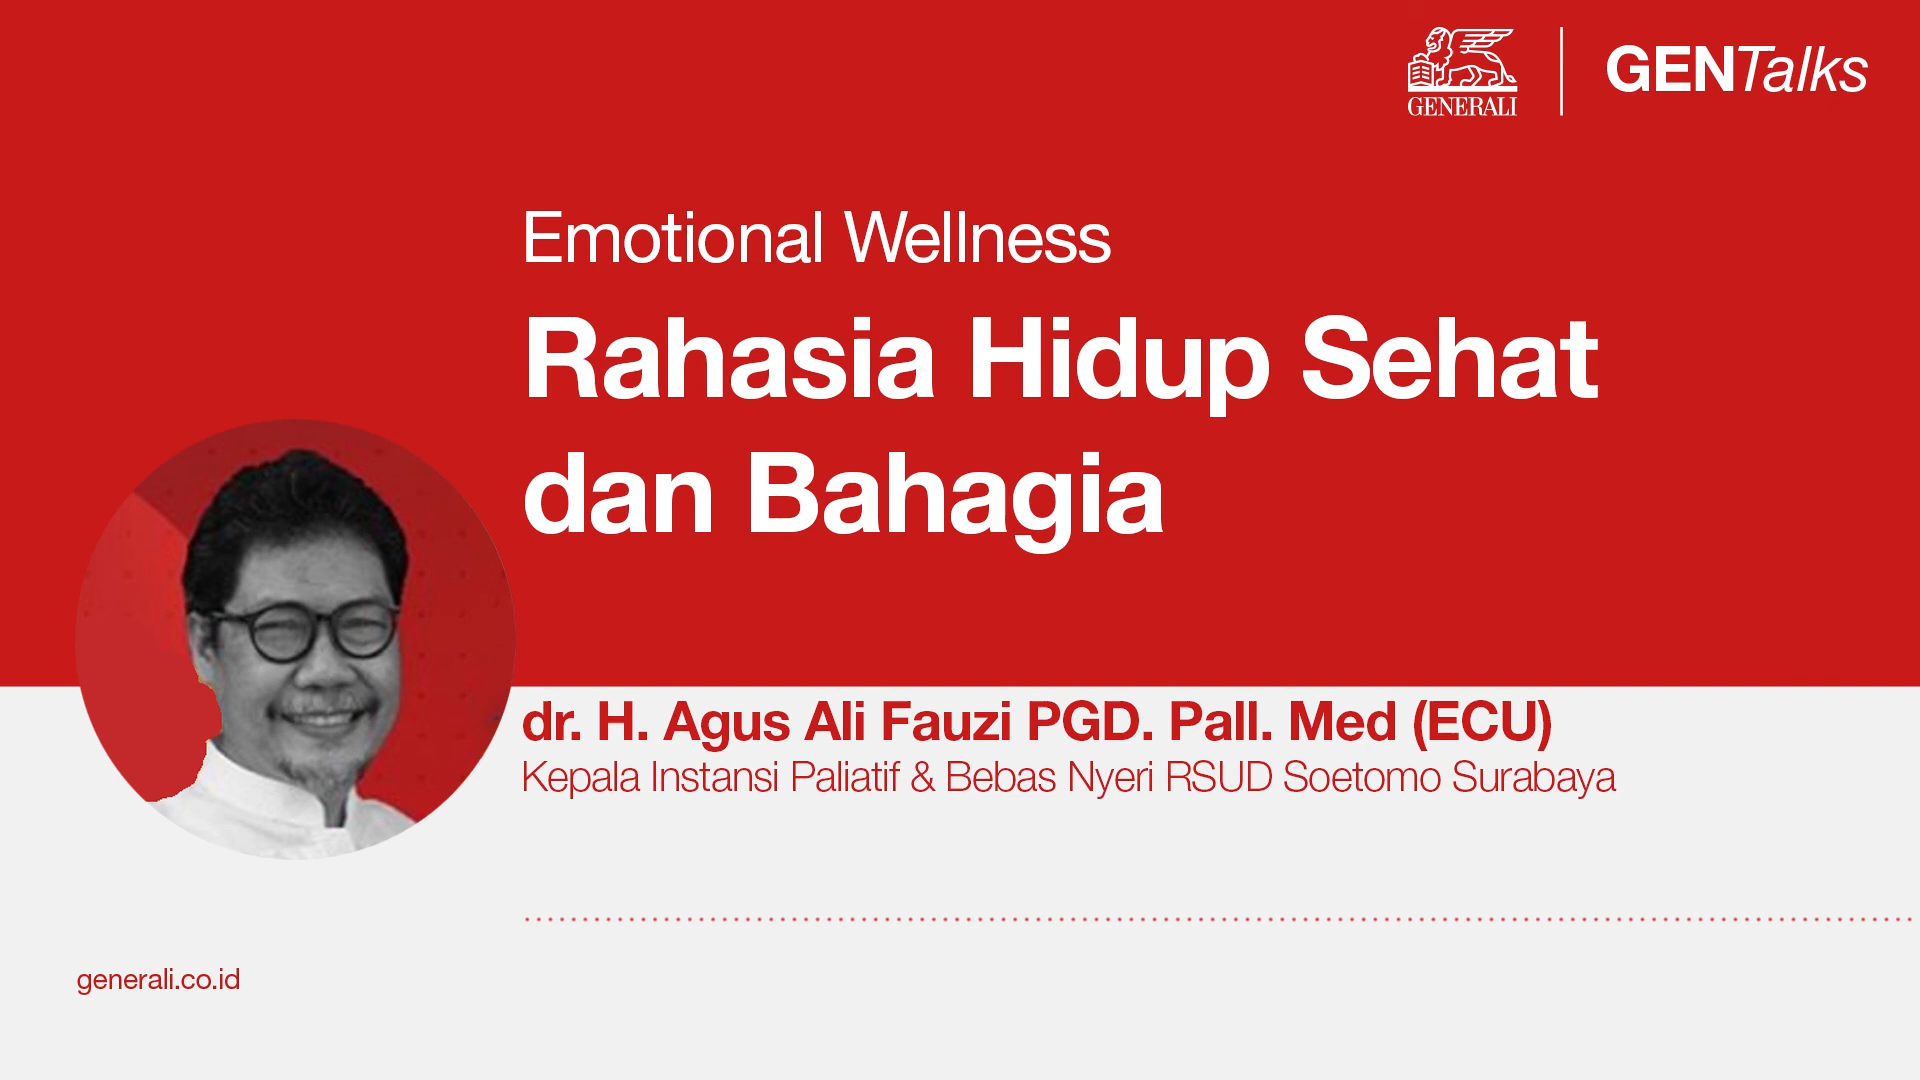 GENERALI
GENTalks
Emotional Wellness
Rahasia Hidup Sehat
dan Bahagia
dr. H. Agus Ali Fauzi PGD. Pall. Med (ECU)
Kepala Instansi Paliatif & Bebas Nyeri RSUD Soetomo Surabaya
generali.co.id